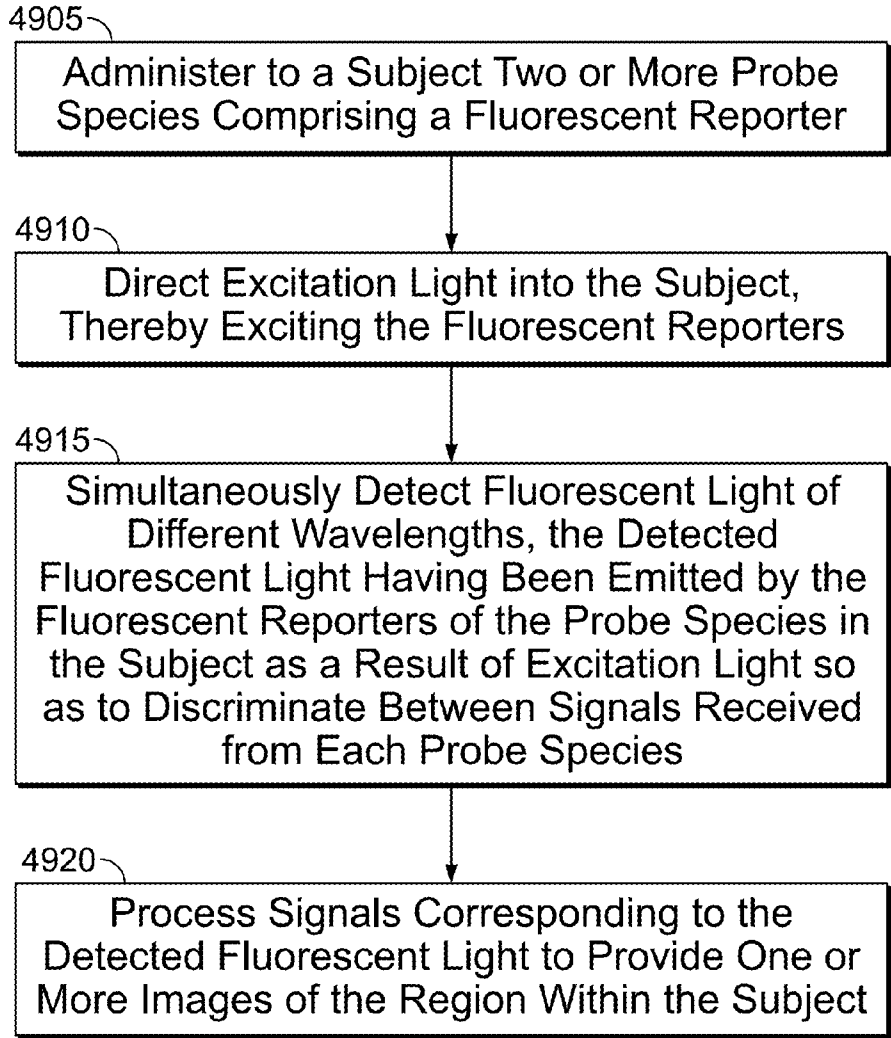 4905
Administer to a Subject Two or More Probe
Species Comprising a Fluorescent Reporter
4910
Direct Excitation Light into the Subject,
Thereby Exciting the Fluorescent Reporters
4915
Simultaneously Detect Fluorescent Light of
Different Wavelengths, the Detected
Fluorescent Light Having Been Emitted by the
Fluorescent Reporters of the Probe Species in
the Subject as a Result of Excitation Light so
as to Discriminate Between Signals Received
from Each Probe Species
4920
Process Signals Corresponding to the
Detected Fluorescent Light to Provide One or
More Images of the Region Within the Subject